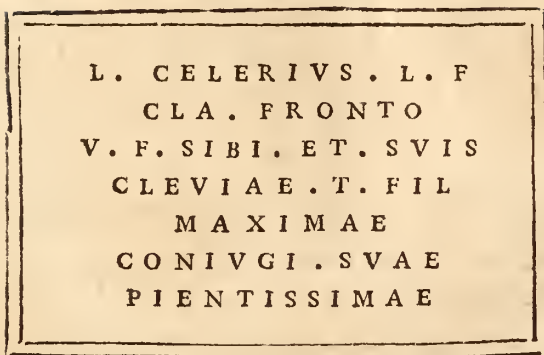 L. CELERIVS. L. F
CLA. FRONTO
V. F. SIBI. ET. SVIS
CLEVIAE. T. FIL
MAXIMAE
CONIVGI. SVAE
PIENTISSIMAE